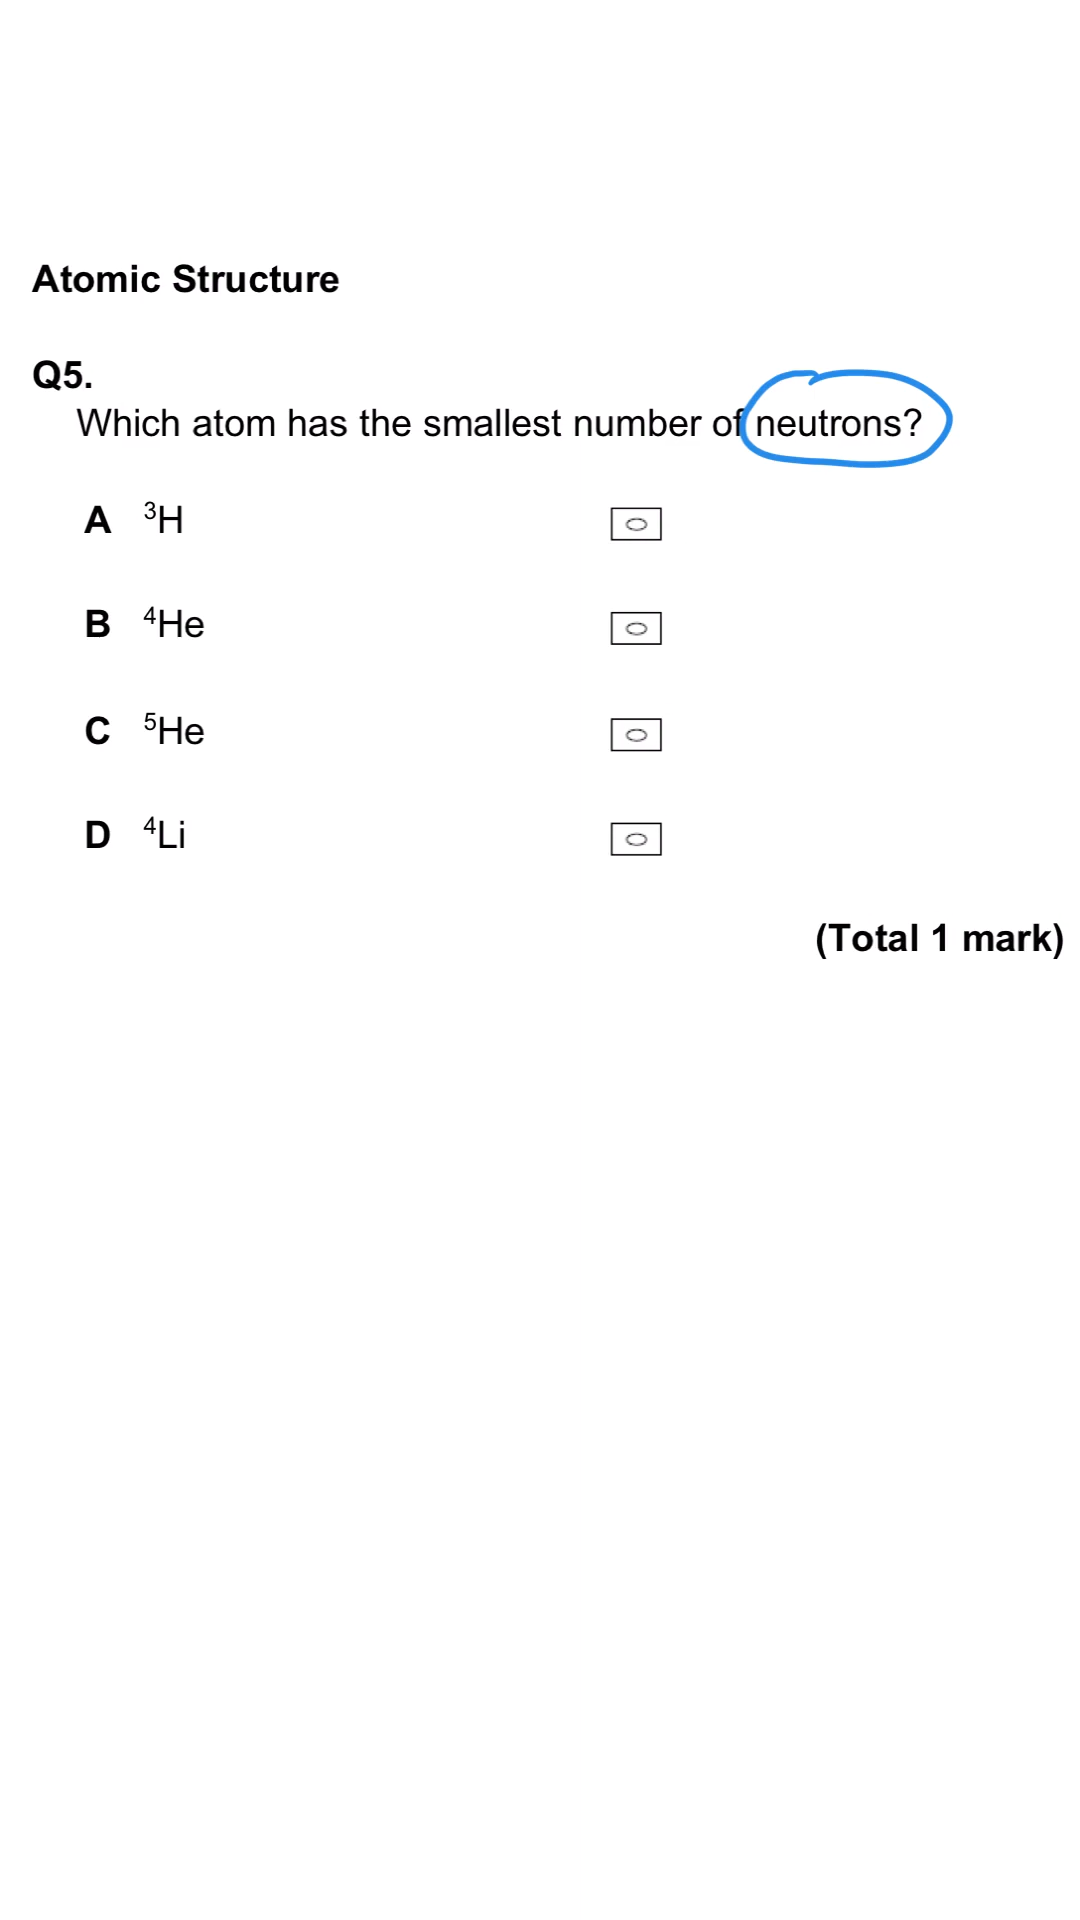 Atomic Structure
Q5.
Which atom has the smallest number of neutrons?
A ³H
B ⁴He
C ⁵He
D ⁴Li
(Total 1 mark)